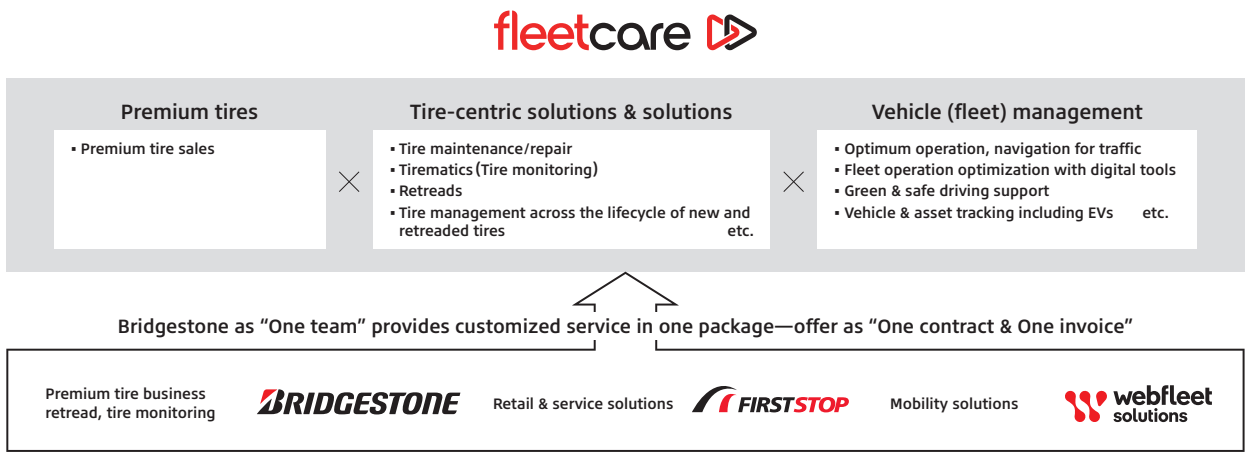 fleetcare
Premium tires
▪ Premium tire sales
×
Tire-centric solutions & solutions
▪ Tire maintenance/repair
▪ Tirematics (Tire monitoring)
▪ Retreads
▪ Tire management across the lifecycle of new and
retreaded tires etc.
×
Vehicle (fleet) management
▪ Optimum operation, navigation for traffic
▪ Fleet operation optimization with digital tools
▪ Green & safe driving support
▪ Vehicle & asset tracking including EVs etc.
Bridgestone as “One team” provides customized service in one package—offer as “One contract & One invoice”
Premium tire business
retread, tire monitoring
BRIDGESTONE
Retail & service solutions
FIRSTSTOP
Mobility solutions
webfleet
solutions